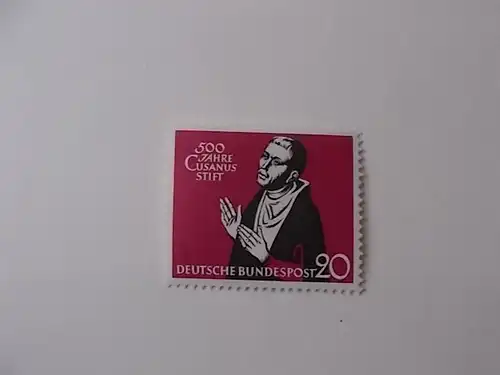 500
JAHRE
CUSANUS
STIFT
DEUTSCHE BUNDESPOST 20